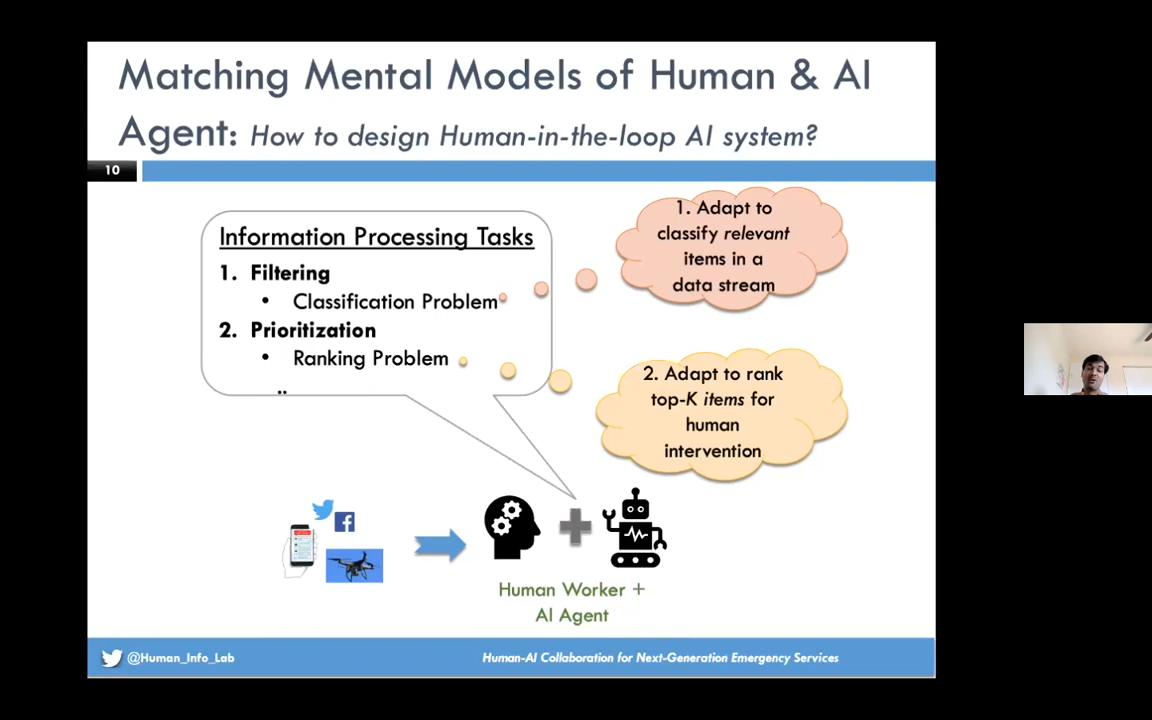 Matching Mental Models of Human & AI
Agent: How to design Human-in-the-loop AI system?
10
Information Processing Tasks
1. Filtering
• Classification Problem
2. Prioritization
• Ranking Problem
..
1. Adapt to
classify relevant
items in a
data stream
2. Adapt to rank
top-K items for
human
intervention
Human Worker +
AI Agent
@Human_Info_Lab
Human-AI Collaboration for Next-Generation Emergency Services